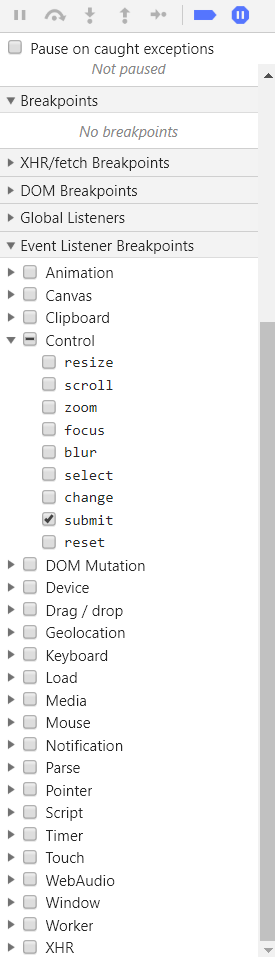 Pause on caught exceptions
Not paused
Breakpoints
No breakpoints
XHR/fetch Breakpoints
DOM Breakpoints
Global Listeners
Event Listener Breakpoints
Animation
Canvas
Clipboard
Control
resize
scroll
zoom
focus
blur
select
change
submit
reset
DOM Mutation
Device
Drag / drop
Geolocation
Keyboard
Load
Media
Mouse
Notification
Parse
Pointer
Script
Timer
Touch
WebAudio
Window
Worker
XHR